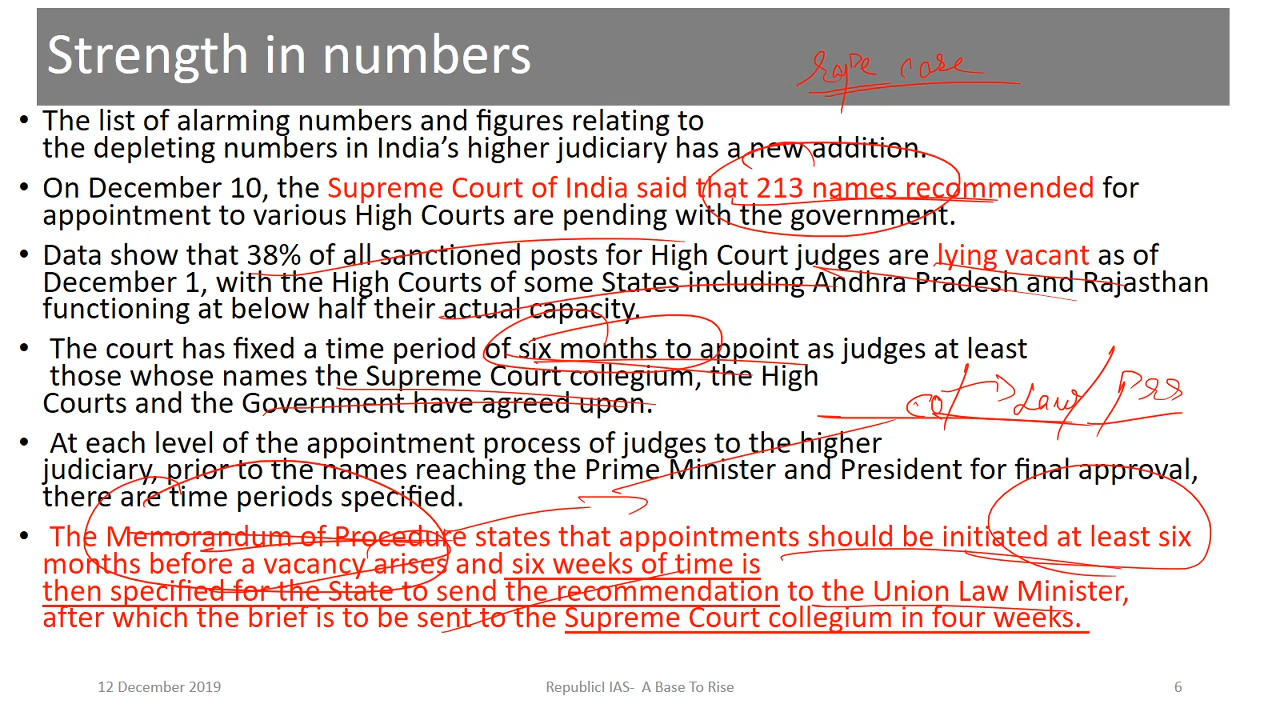 Strength in numbers
rape case
• The list of alarming numbers and figures relating to
the depleting numbers in India's higher judiciary has a new addition.
• On December 10, the Supreme Court of India said that 213 names recommended for
appointment to various High Courts are pending with the government.
• Data show that 38% of all sanctioned posts for High Court judges are lying vacant as of
December 1, with the High Courts of some States including Andhra Pradesh and Rajasthan
functioning at below half their actual capacity.
• The court has fixed a time period of six months to appoint as judges at least
those whose names the Supreme Court collegium, the High
Courts and the Government have agreed upon.
Law
• At each level of the appointment process of judges to the higher
judiciary, prior to the names reaching the Prime Minister and President for final approval,
there are time periods specified.
• The Memorandum of Procedure states that appointments should be initiated at least six
months before a vacancy arises and six weeks of time is
then specified for the State to send the recommendation to the Union Law Minister,
after which the brief is to be sent to the Supreme Court collegium in four weeks.
12 December 2019 RepublicI IAS- A Base To Rise 6